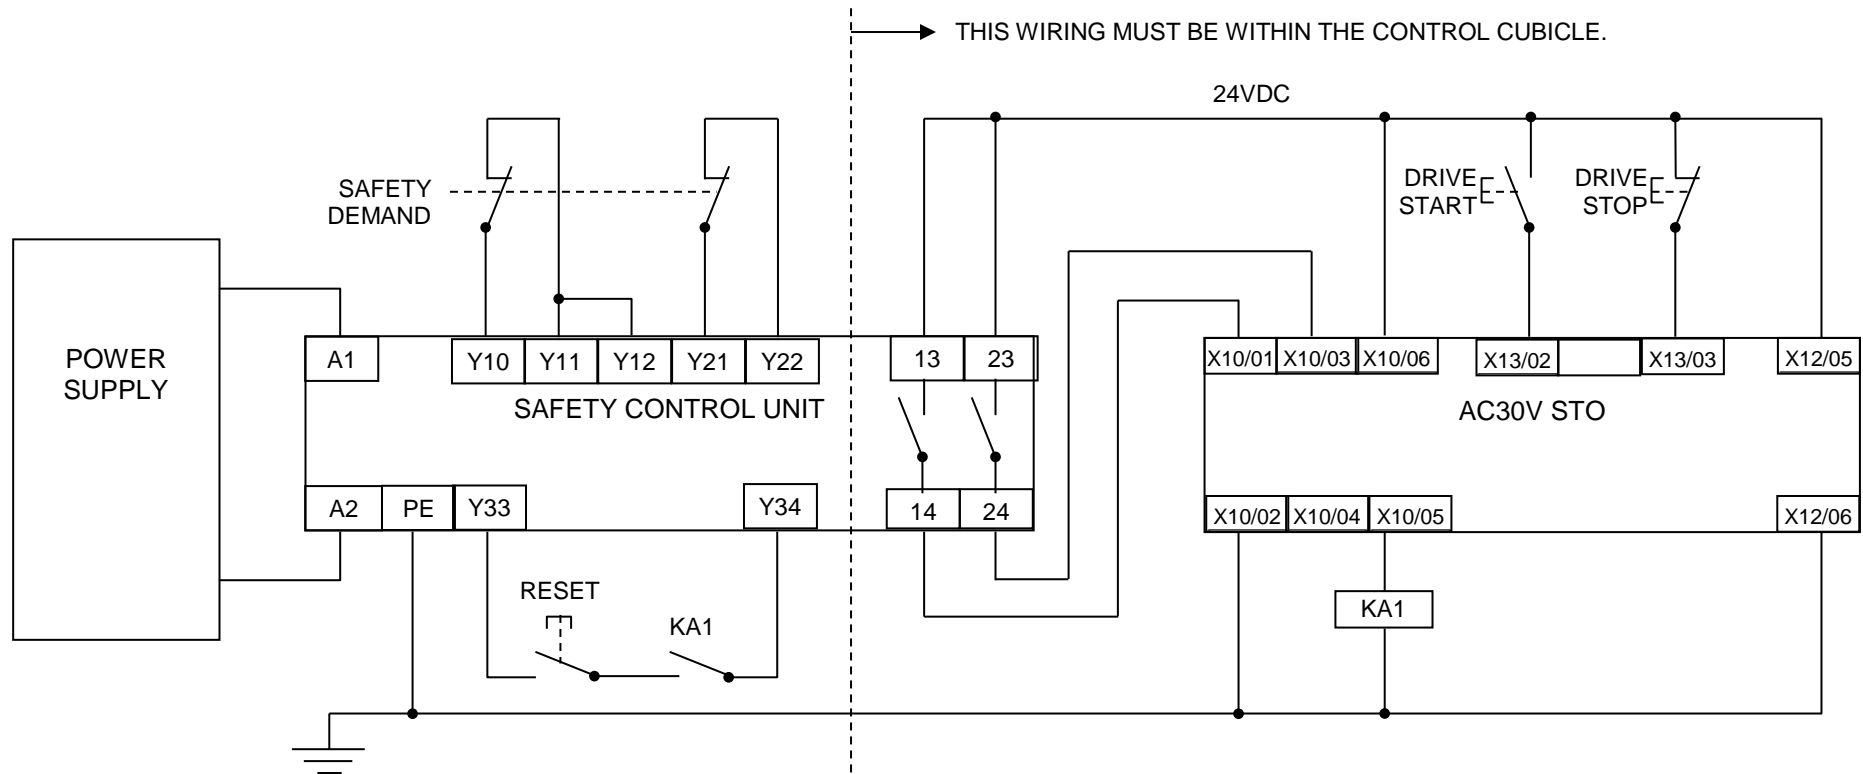 THIS WIRING MUST BE WITHIN THE CONTROL CUBICLE.
24VDC
SAFETY
DEMAND
DRIVE
START
DRIVE
STOP
POWER
SUPPLY
A1
Y10
Y11
Y12
Y21
Y22
13
23
X10/01
X10/03
X10/06
X13/02
X13/03
X12/05
SAFETY CONTROL UNIT
AC30V STO
A2
PE
Y33
Y34
14
24
X10/02
X10/04
X10/05
X12/06
RESET
KA1
KA1